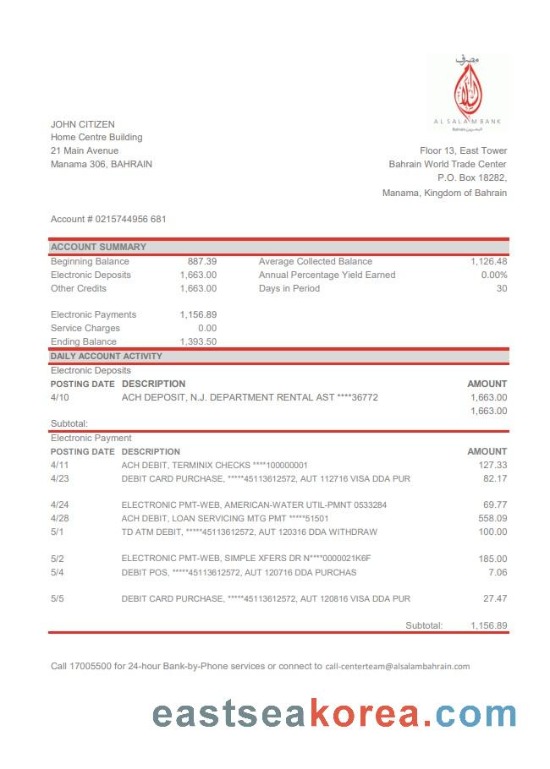 مصرف
السلام
AL SALAM BANK
Bahrain البحرين
JOHN CITIZEN
Home Centre Building
21 Main Avenue
Manama 306, BAHRAIN
Floor 13, East Tower
Bahrain World Trade Center
P.O. Box 18282,
Manama, Kingdom of Bahrain
Account # 0215744956 681
ACCOUNT SUMMARY
Beginning Balance 887.39 Average Collected Balance 1,126.48
Electronic Deposits 1,663.00 Annual Percentage Yield Earned 0.00%
Other Credits 1,663.00 Days in Period 30
Electronic Payments 1,156.89
Service Charges 0.00
Ending Balance 1,393.50
DAILY ACCOUNT ACTIVITY
Electronic Deposits
POSTING DATE DESCRIPTION AMOUNT
4/10 ACH DEPOSIT, N.J. DEPARTMENT RENTAL AST ****36772 1,663.00
1,663.00
Subtotal:
Electronic Payment
POSTING DATE DESCRIPTION AMOUNT
4/11 ACH DEBIT, TERMINIX CHECKS ****100000001 127.33
4/23 DEBIT CARD PURCHASE, *****45113612572, AUT 112716 VISA DDA PUR 82.17
4/24 ELECTRONIC PMT-WEB, AMERICAN-WATER UTIL-PMNT 0533284 69.77
4/28 ACH DEBIT, LOAN SERVICING MTG PMT *****51501 558.09
5/1 TD ATM DEBIT, *****45113612572, AUT 120316 DDA WITHDRAW 100.00
5/2 ELECTRONIC PMT-WEB, SIMPLE XFERS DR N****0000021K6F 185.00
5/4 DEBIT POS, *****45113612572, AUT 120716 DDA PURCHAS 7.06
5/5 DEBIT CARD PURCHASE, *****45113612572, AUT 120816 VISA DDA PUR 27.47
Subtotal: 1,156.89
Call 17005500 for 24-hour Bank-by-Phone services or connect to call-centerteam@alsalambahrain.com
eastseakorea.com